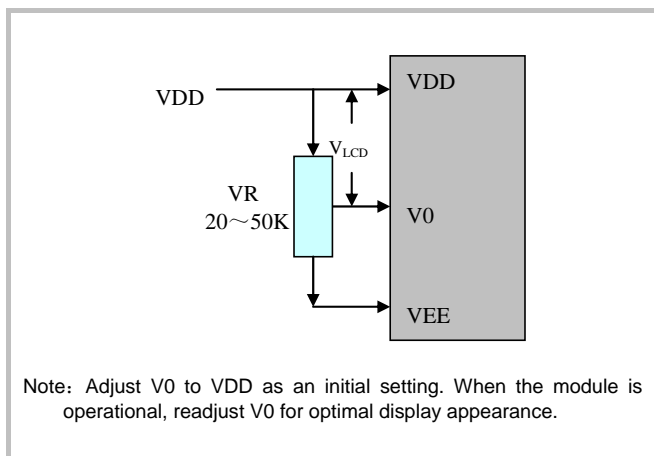 VDD
VDD
V_LCD
VR
20～50K
V0
VEE
Note：Adjust V0 to VDD as an initial setting. When the module is
operational, readjust V0 for optimal display appearance.